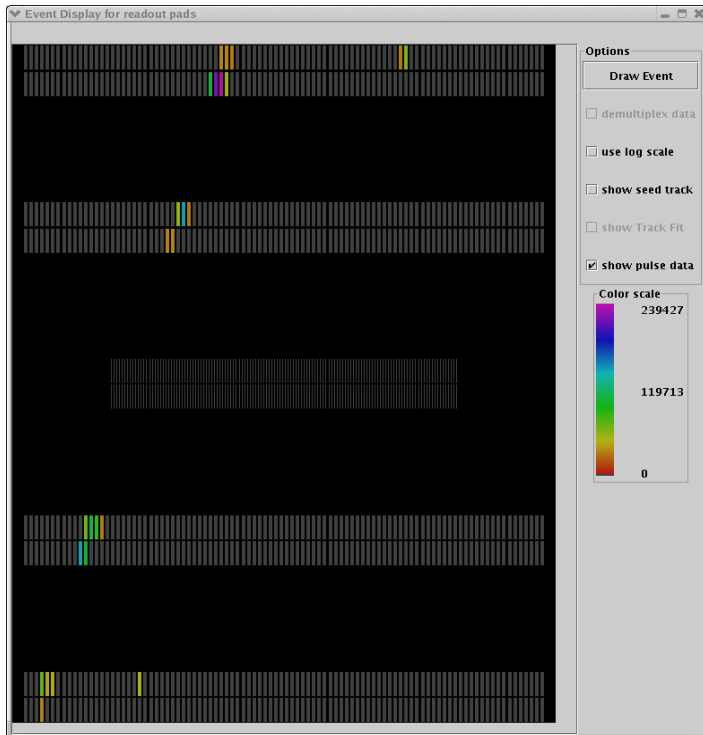 Event Display for readout pads
Options
Draw Event
demultiplex data
use log scale
show seed track
show Track Fit
show pulse data
Color scale
239427
119713
0